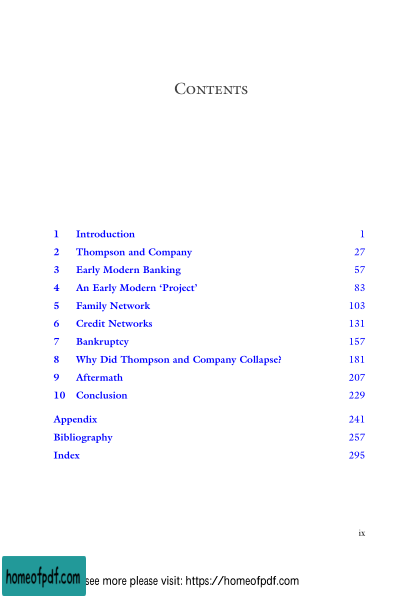 CONTENTS
1 Introduction 1
2 Thompson and Company 27
3 Early Modern Banking 57
4 An Early Modern ‘Project’ 83
5 Family Network 103
6 Credit Networks 131
7 Bankruptcy 157
8 Why Did Thompson and Company Collapse? 181
9 Aftermath 207
10 Conclusion 229
Appendix 241
Bibliography 257
Index 295
ix
homeofpdf.com see more please visit: https://homeofpdf.com